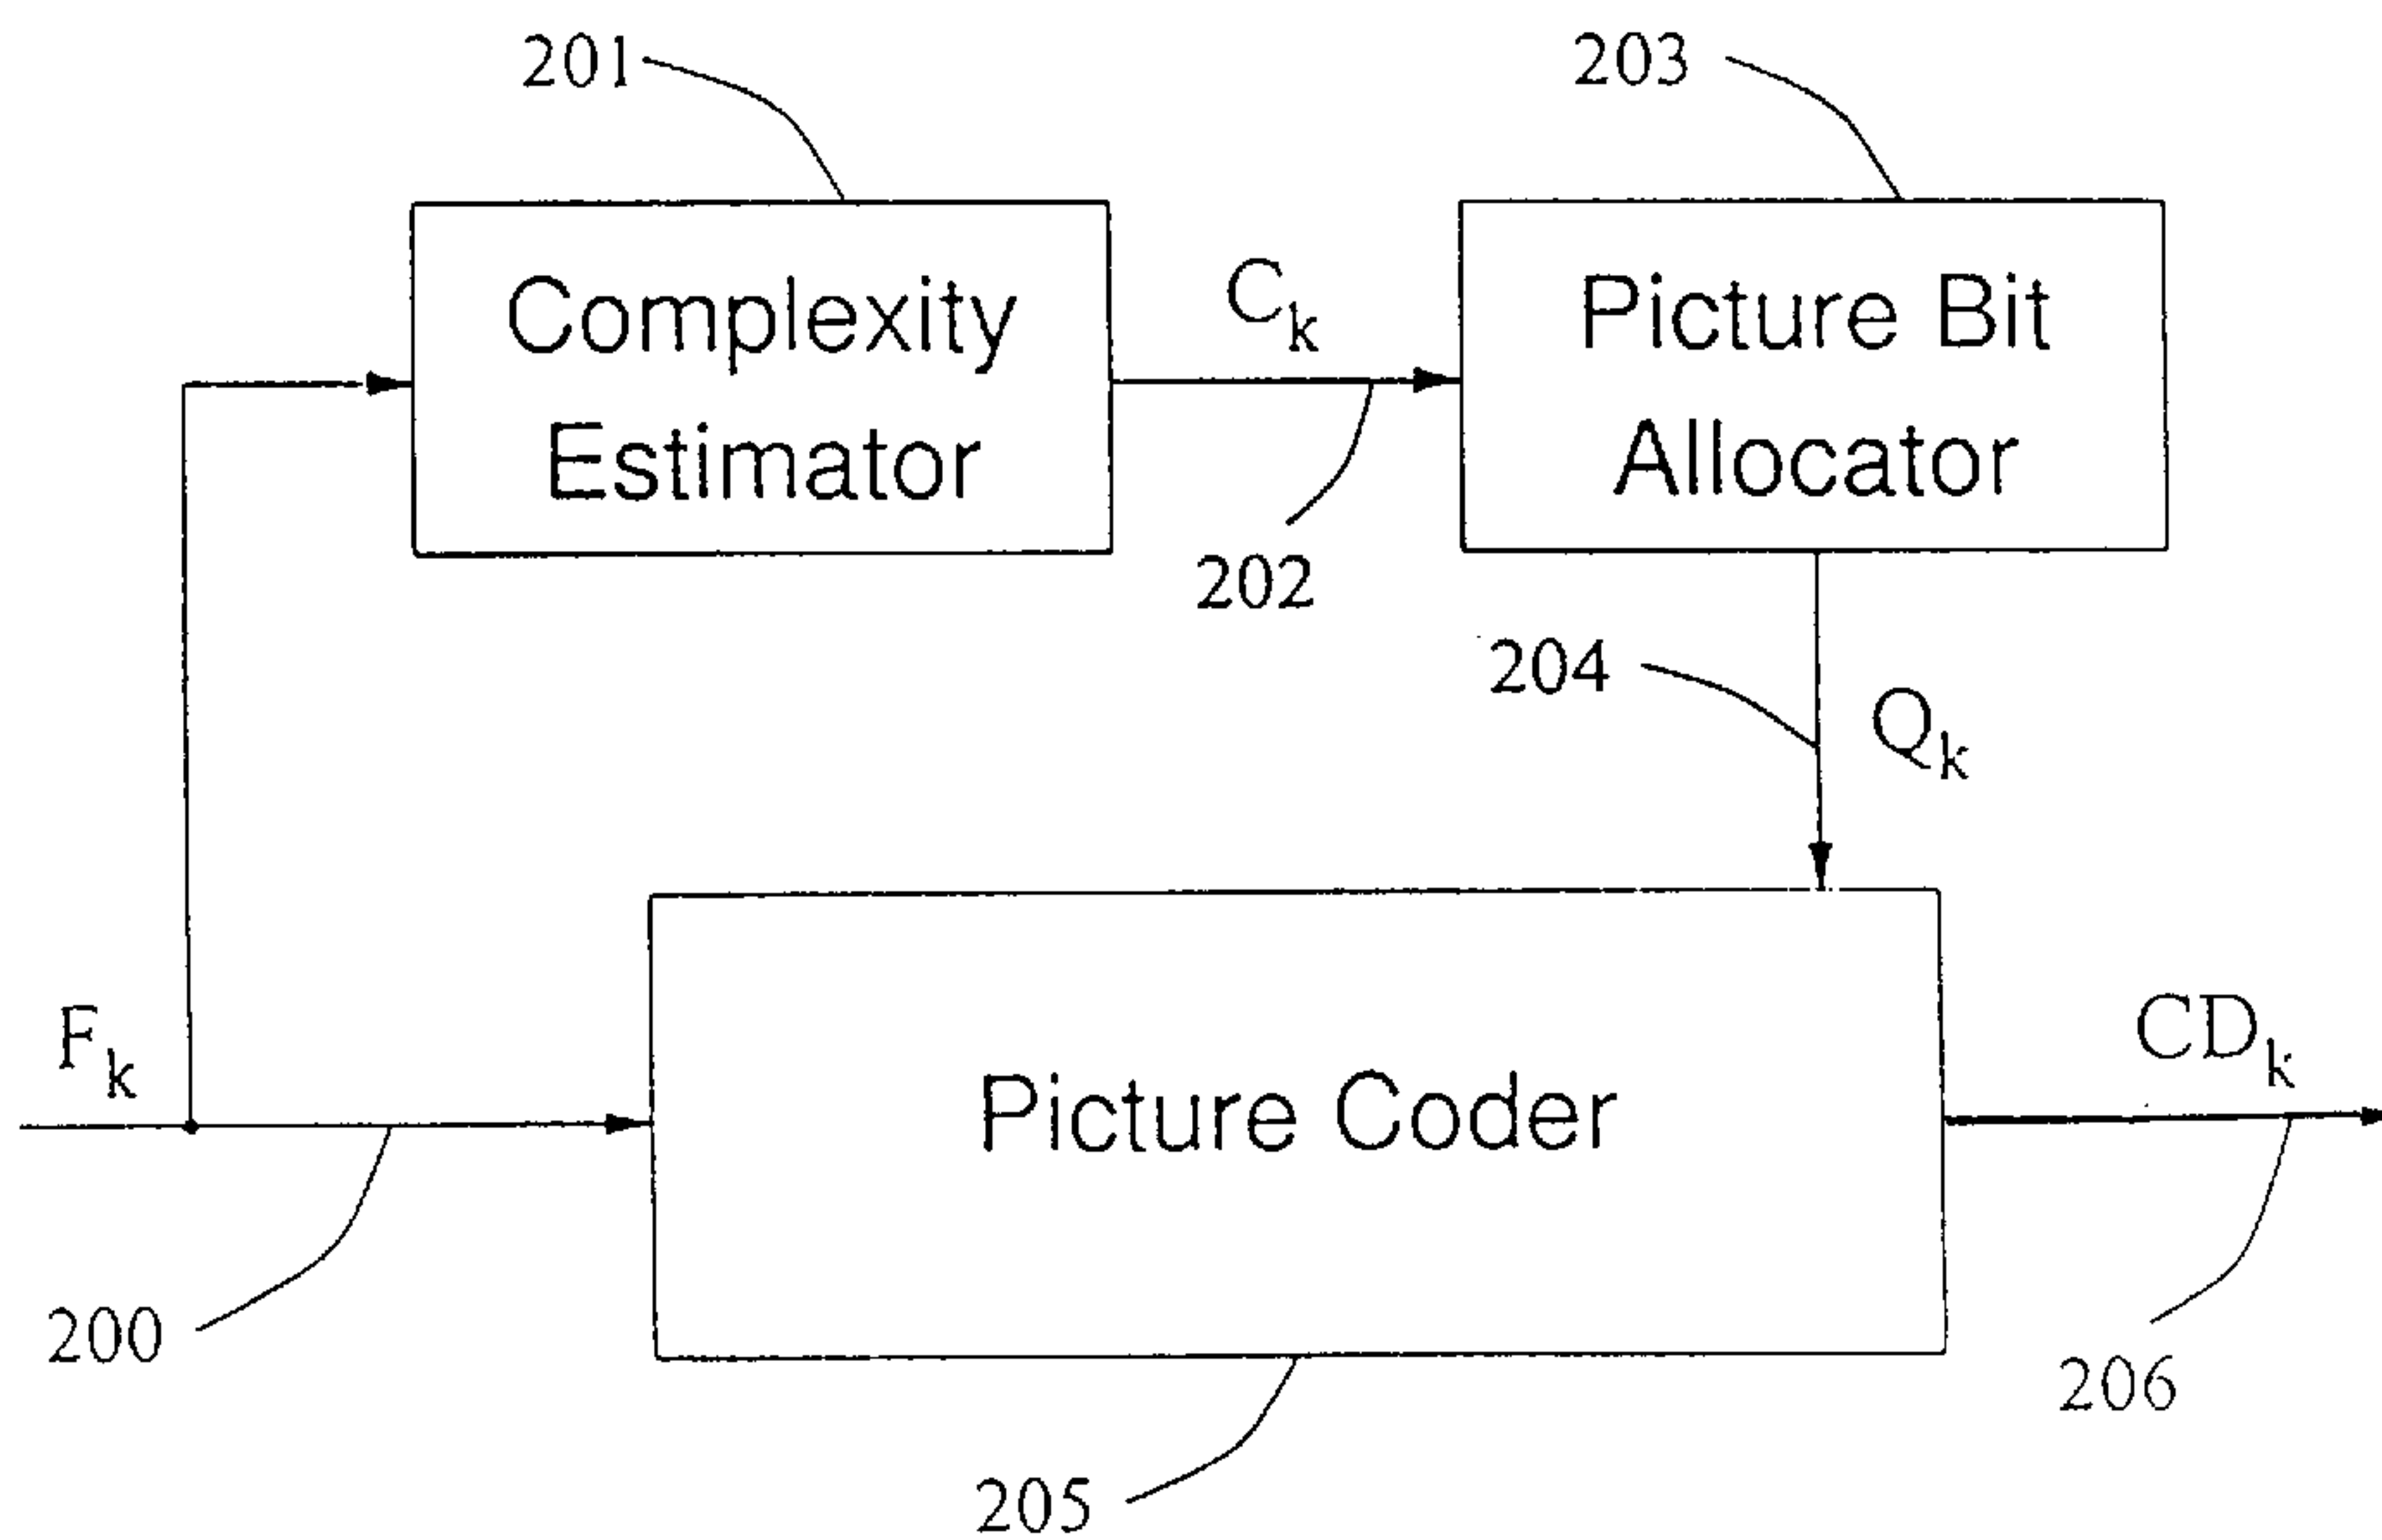 201
203
Complexity
Estimator
C_k
Picture Bit
Allocator
202
204
Q_k
F_k
Picture Coder
CD_k
200
206
205